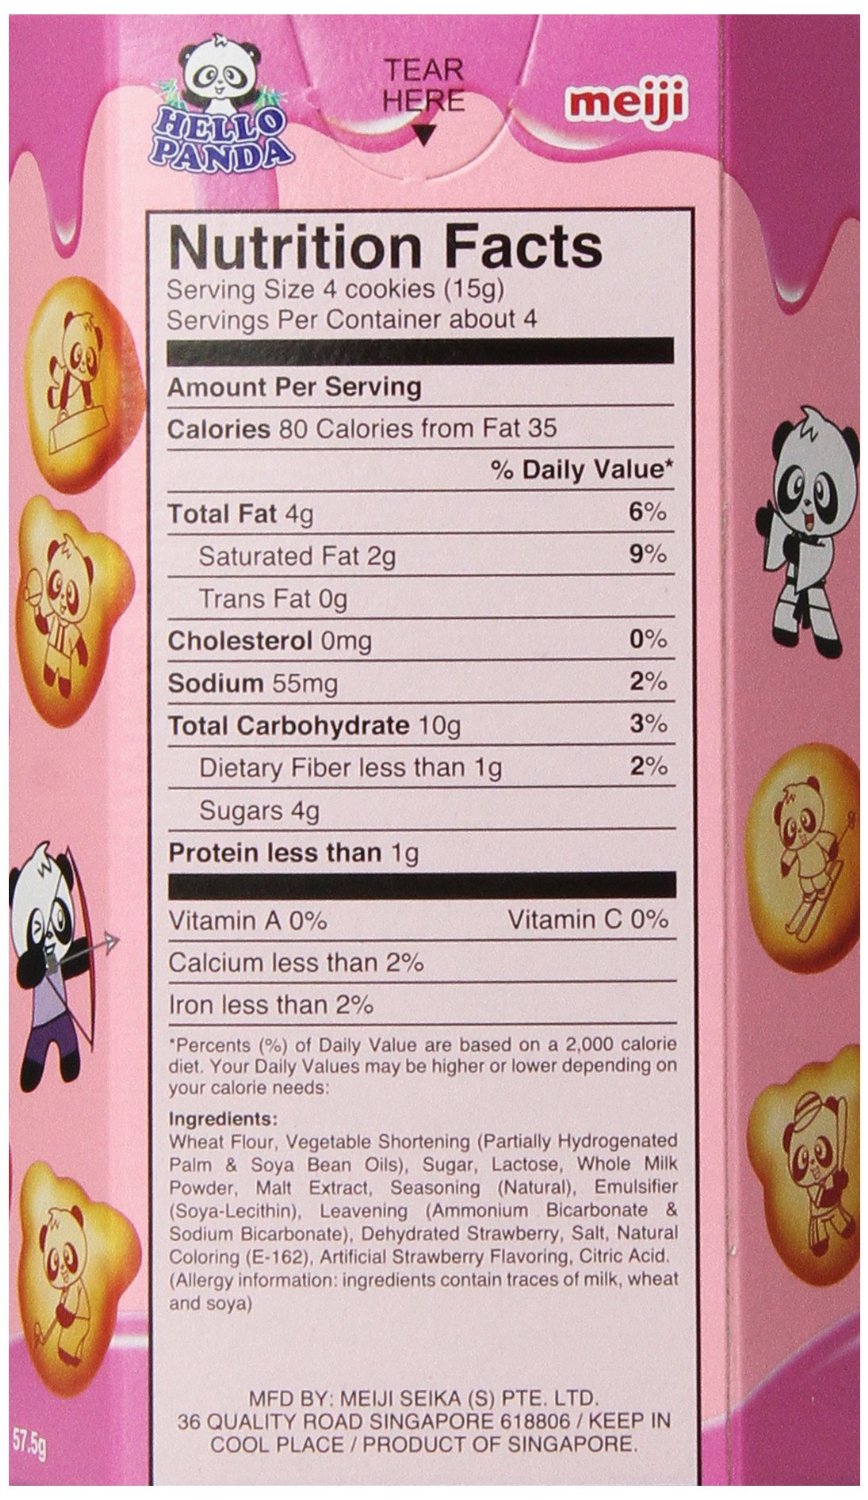 HELLO
PANDA
TEAR
HERE
meiji
Nutrition Facts
Serving Size 4 cookies (15g)
Servings Per Container about 4
Amount Per Serving
Calories 80 Calories from Fat 35
% Daily Value*
Total Fat 4g 6%
Saturated Fat 2g 9%
Trans Fat 0g
Cholesterol 0mg 0%
Sodium 55mg 2%
Total Carbohydrate 10g 3%
Dietary Fiber less than 1g 2%
Sugars 4g
Protein less than 1g
Vitamin A 0% Vitamin C 0%
Calcium less than 2%
Iron less than 2%
*Percents (%) of Daily Value are based on a 2,000 calorie
diet. Your Daily Values may be higher or lower depending on
your calorie needs:
Ingredients:
Wheat Flour, Vegetable Shortening (Partially Hydrogenated
Palm & Soya Bean Oils), Sugar, Lactose, Whole Milk
Powder, Malt Extract, Seasoning (Natural), Emulsifier
(Soya-Lecithin), Leavening (Ammonium Bicarbonate &
Sodium Bicarbonate), Dehydrated Strawberry, Salt, Natural
Coloring (E-162), Artificial Strawberry Flavoring, Citric Acid.
(Allergy information: ingredients contain traces of milk, wheat
and soya)
MFD BY: MEIJI SEIKA (S) PTE. LTD.
36 QUALITY ROAD SINGAPORE 618806 / KEEP IN
COOL PLACE / PRODUCT OF SINGAPORE.
57.5g